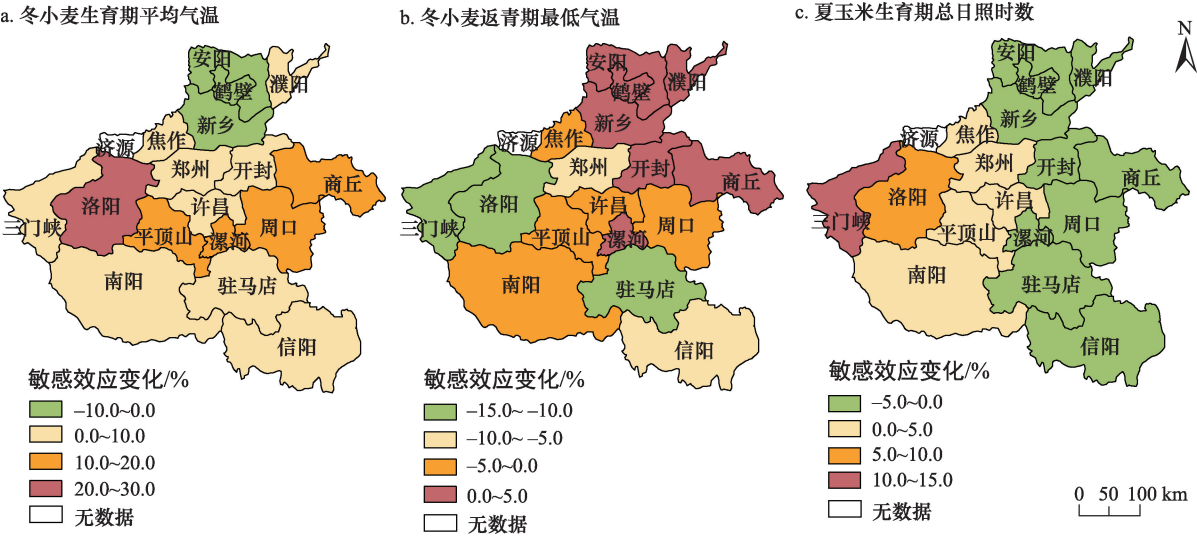 a. 冬小麦生育期平均气温
安阳
鹤壁
濮阳
新乡
济源
焦作
郑州
开封
商丘
洛阳
三门峡
许昌
平顶山
漯河
周口
南阳
驻马店
信阳
敏感效应变化/%
–10.0~0.0
0.0~10.0
10.0~20.0
20.0~30.0
无数据
b. 冬小麦返青期最低气温
安阳
鹤壁
濮阳
新乡
济源
焦作
郑州
开封
商丘
洛阳
三门峡
许昌
平顶山
漯河
周口
南阳
驻马店
信阳
敏感效应变化/%
–15.0~ –10.0
–10.0~ –5.0
–5.0~0.0
0.0~5.0
无数据
c. 夏玉米生育期总日照时数
N
安阳
鹤壁
濮阳
新乡
济源
焦作
郑州
开封
商丘
洛阳
三门峡
许昌
平顶山
漯河
周口
南阳
驻马店
信阳
敏感效应变化/%
–5.0~0.0
0.0~5.0
5.0~10.0
10.0~15.0
无数据
0 50 100 km